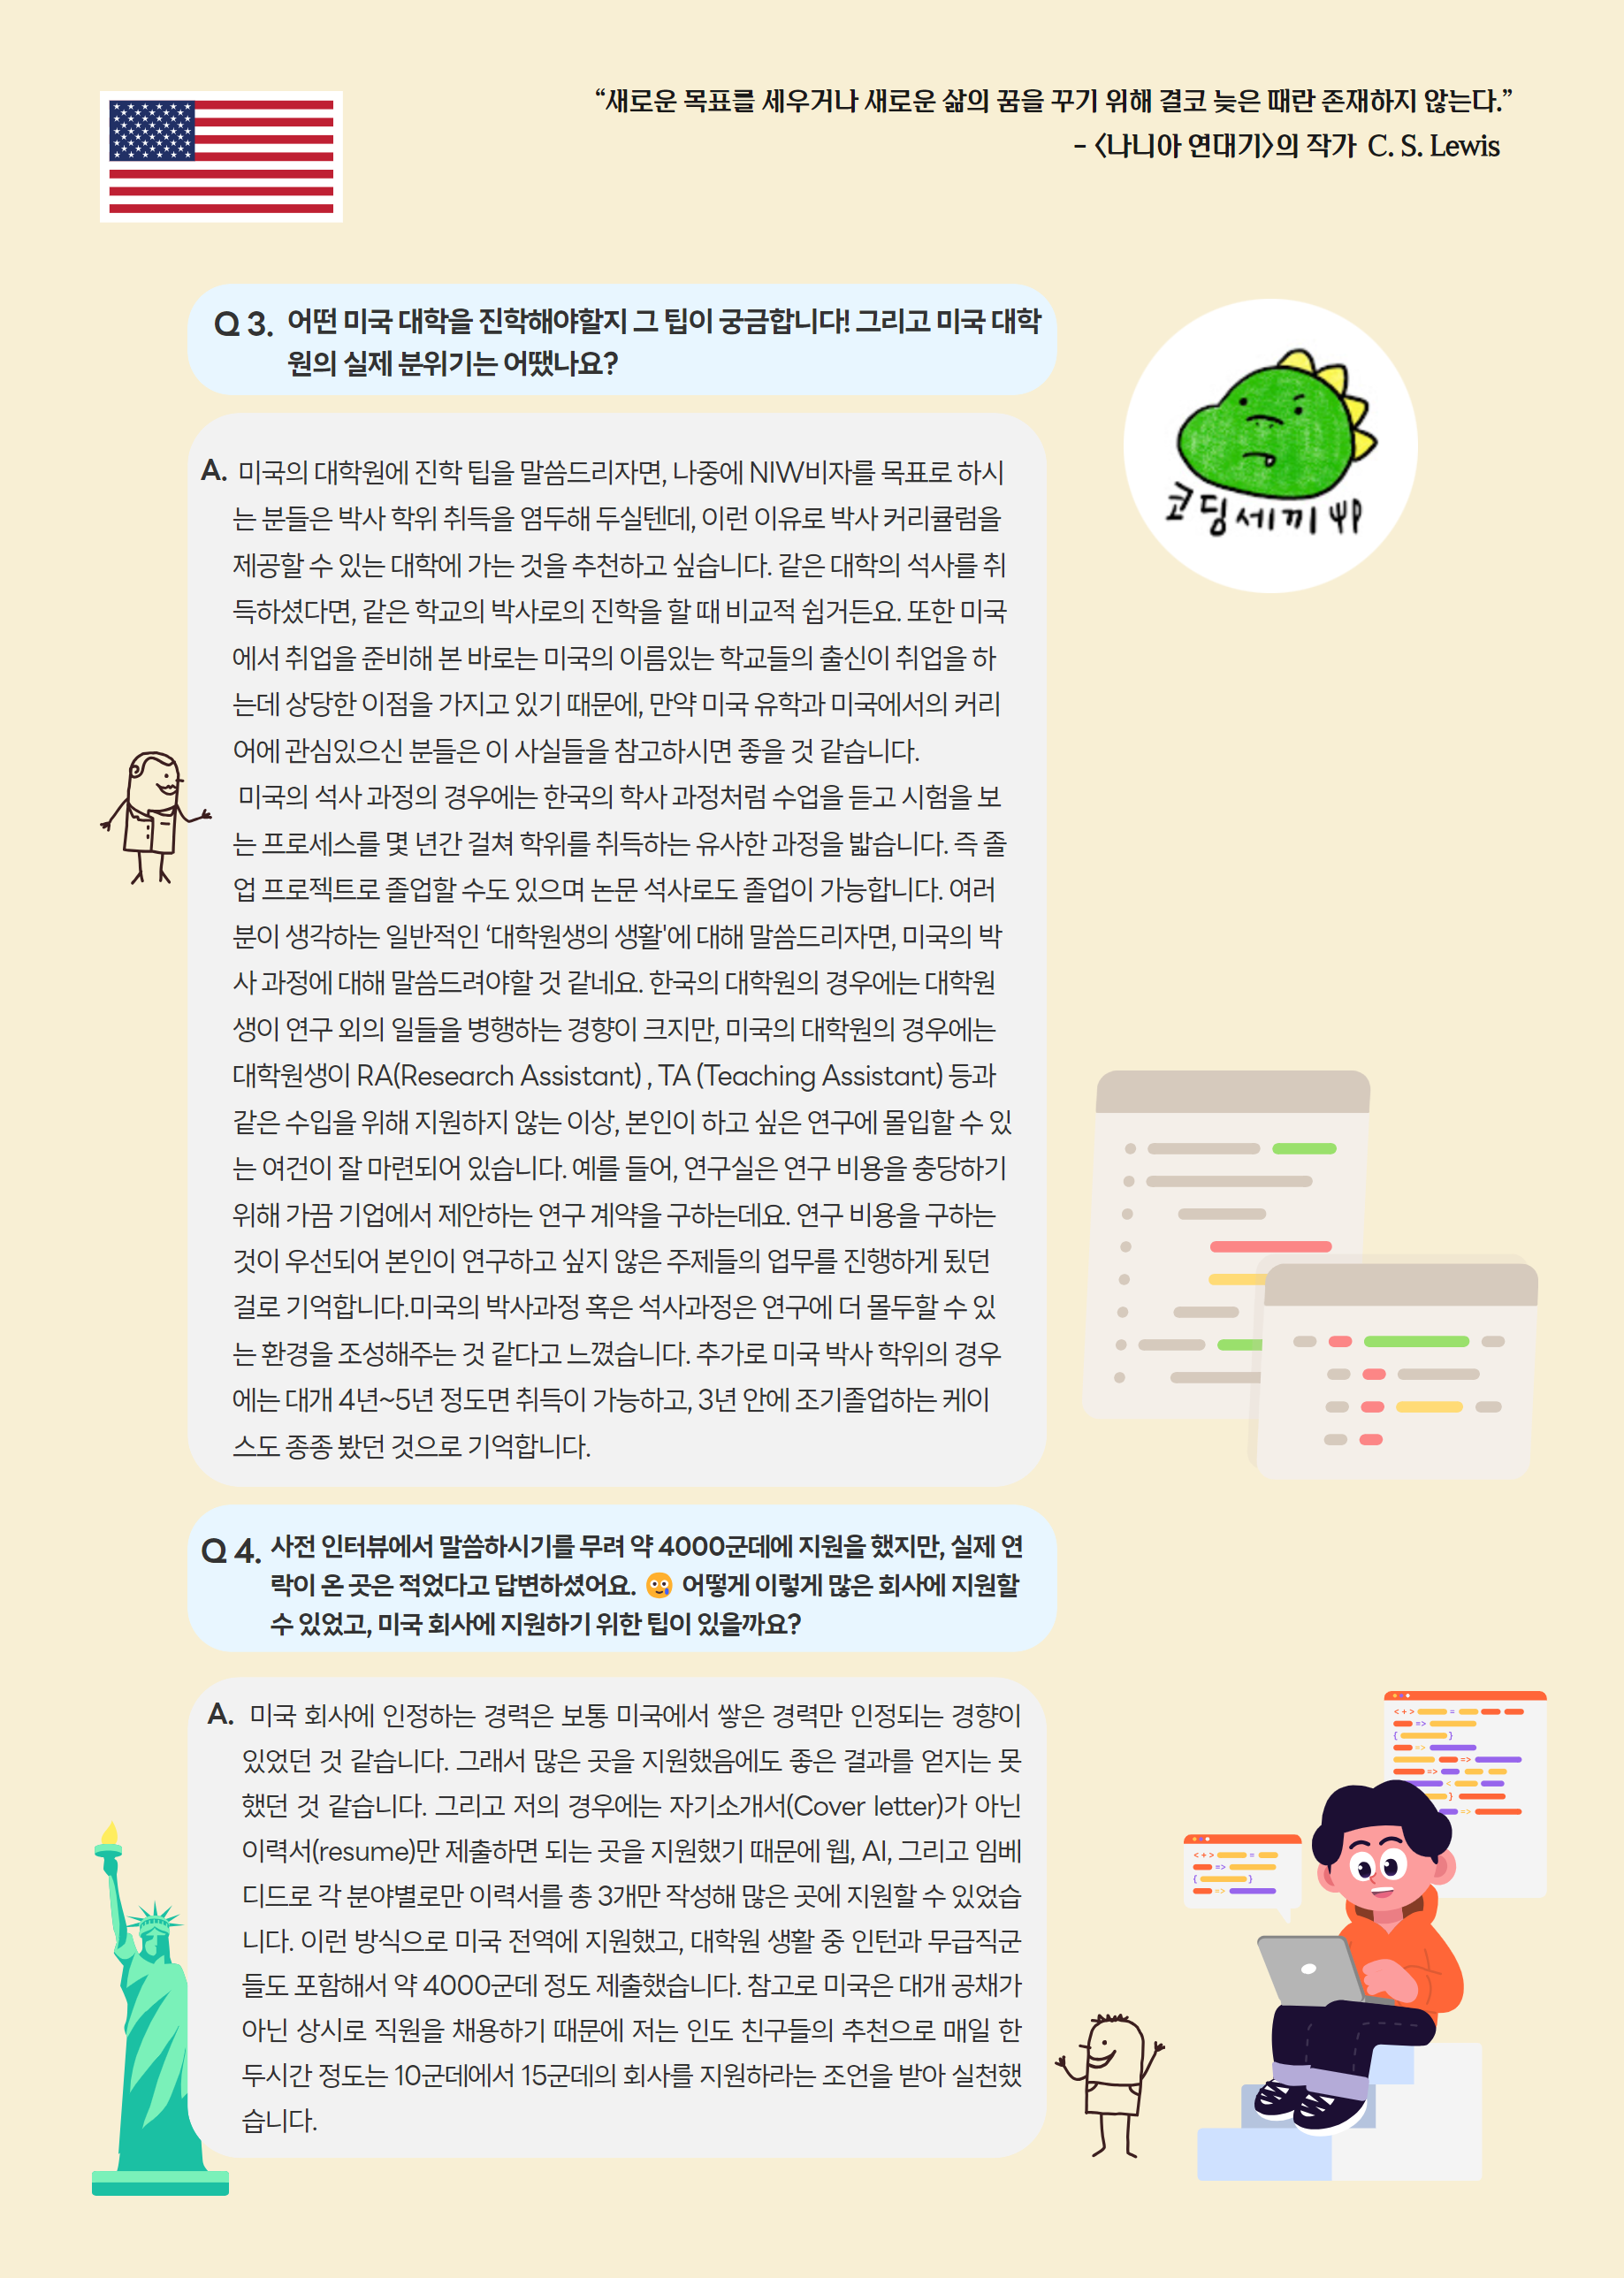 “새로운 목표를 세우거나 새로운 삶의 꿈을 꾸기 위해 결코 늦은 때란 존재하지 않는다.”
- <나니아 연대기>의 작가 C. S. Lewis
Q 3. 어떤 미국 대학을 진학해야할지 그 팁이 궁금합니다! 그리고 미국 대학
원의 실제 분위기는 어땠나요?
코딩세끼
A. 미국의 대학원에 진학 팁을 말씀드리자면, 나중에 NIW비자를 목표로 하시
는 분들은 박사 학위 취득을 염두해 두실텐데, 이런 이유로 박사 커리큘럼을
제공할 수 있는 대학에 가는 것을 추천하고 싶습니다. 같은 대학의 석사를 취
득하셨다면, 같은 학교의 박사로의 진학을 할 때 비교적 쉽거든요. 또한 미국
에서 취업을 준비해 본 바로는 미국의 이름있는 학교들의 출신이 취업을 하
는데 상당한 이점을 가지고 있기 때문에, 만약 미국 유학과 미국에서의 커리
어에 관심있으신 분들은 이 사실들을 참고하시면 좋을 것 같습니다.
미국의 석사 과정의 경우에는 한국의 학사 과정처럼 수업을 듣고 시험을 보
는 프로세스를 몇 년간 걸쳐 학위를 취득하는 유사한 과정을 밟습니다. 즉 졸
업 프로젝트로 졸업할 수도 있으며 논문 석사로도 졸업이 가능합니다. 여러
분이 생각하는 일반적인 ‘대학원생의 생활'에 대해 말씀드리자면, 미국의 박
사 과정에 대해 말씀드려야할 것 같네요. 한국의 대학원의 경우에는 대학원
생이 연구 외의 일들을 병행하는 경향이 크지만, 미국의 대학원의 경우에는
대학원생이 RA(Research Assistant) , TA (Teaching Assistant) 등과
같은 수입을 위해 지원하지 않는 이상, 본인이 하고 싶은 연구에 몰입할 수 있
는 여건이 잘 마련되어 있습니다. 예를 들어, 연구실은 연구 비용을 충당하기
위해 가끔 기업에서 제안하는 연구 계약을 구하는데요. 연구 비용을 구하는
것이 우선되어 본인이 연구하고 싶지 않은 주제들의 업무를 진행하게 됬던
걸로 기억합니다.미국의 박사과정 혹은 석사과정은 연구에 더 몰두할 수 있
는 환경을 조성해주는 것 같다고 느꼈습니다. 추가로 미국 박사 학위의 경우
에는 대개 4년~5년 정도면 취득이 가능하고, 3년 안에 조기졸업하는 케이
스도 종종 봤던 것으로 기억합니다.
Q 4. 사전 인터뷰에서 말씀하시기를 무려 약 4000군데에 지원을 했지만, 실제 연
락이 온 곳은 적었다고 답변하셨어요. 🥲 어떻게 이렇게 많은 회사에 지원할
수 있었고, 미국 회사에 지원하기 위한 팁이 있을까요?
A. 미국 회사에 인정하는 경력은 보통 미국에서 쌓은 경력만 인정되는 경향이
있었던 것 같습니다. 그래서 많은 곳을 지원했음에도 좋은 결과를 얻지는 못
했던 것 같습니다. 그리고 저의 경우에는 자기소개서(Cover letter)가 아닌
이력서(resume)만 제출하면 되는 곳을 지원했기 때문에 웹, AI, 그리고 임베
디드로 각 분야별로만 이력서를 총 3개만 작성해 많은 곳에 지원할 수 있었습
니다. 이런 방식으로 미국 전역에 지원했고, 대학원 생활 중 인턴과 무급직군
들도 포함해서 약 4000군데 정도 제출했습니다. 참고로 미국은 대개 공채가
아닌 상시로 직원을 채용하기 때문에 저는 인도 친구들의 추천으로 매일 한
두시간 정도는 10군데에서 15군데의 회사를 지원하라는 조언을 받아 실천했
습니다.